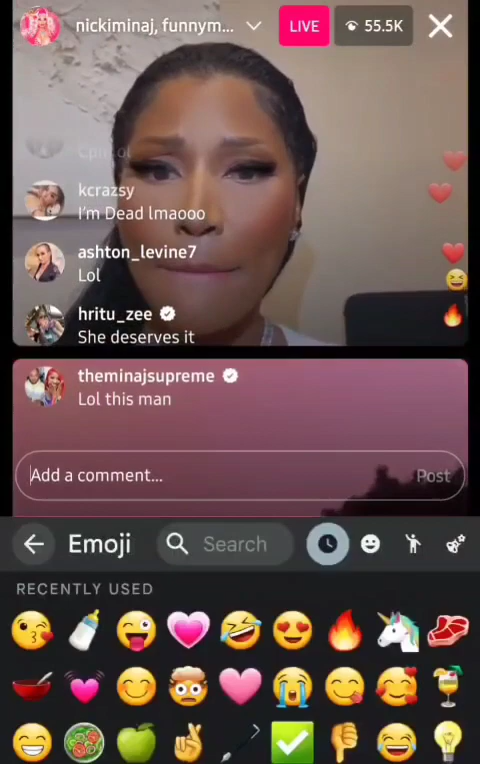 nickiminaj, funnym...
LIVE
55.5K
kcrazsy
I'm Dead lmaooo
ashton_levine7
Lol
hritu_zee
She deserves it
theminajsupreme
Lol this man
Add a comment...
Post
Emoji
Search
RECENTLY USED